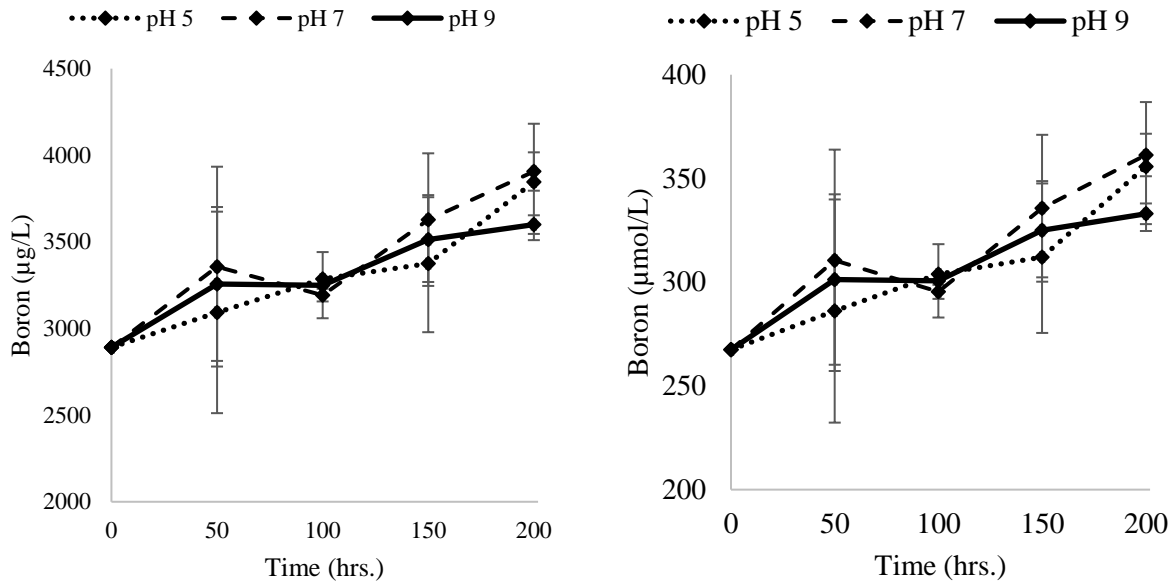 pH 5 pH 7 pH 9
4500
4000
3500
3000
2500
2000
Boron (µg/L)
0 50 100 150 200
Time (hrs.)
pH 5 pH 7 pH 9
400
350
300
250
200
Boron (µmol/L)
0 50 100 150 200
Time (hrs.)